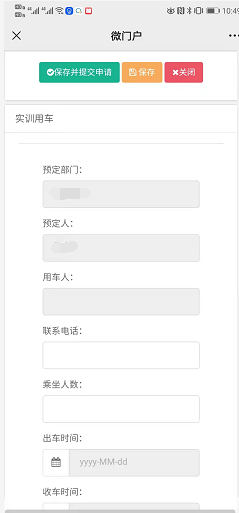 10:49
微门户
保存并提交申请 保存 关闭
实训用车
预定部门:
预定人:
用车人:
联系电话:
乘坐人数:
出车时间:
yyyy-MM-dd
收车时间: